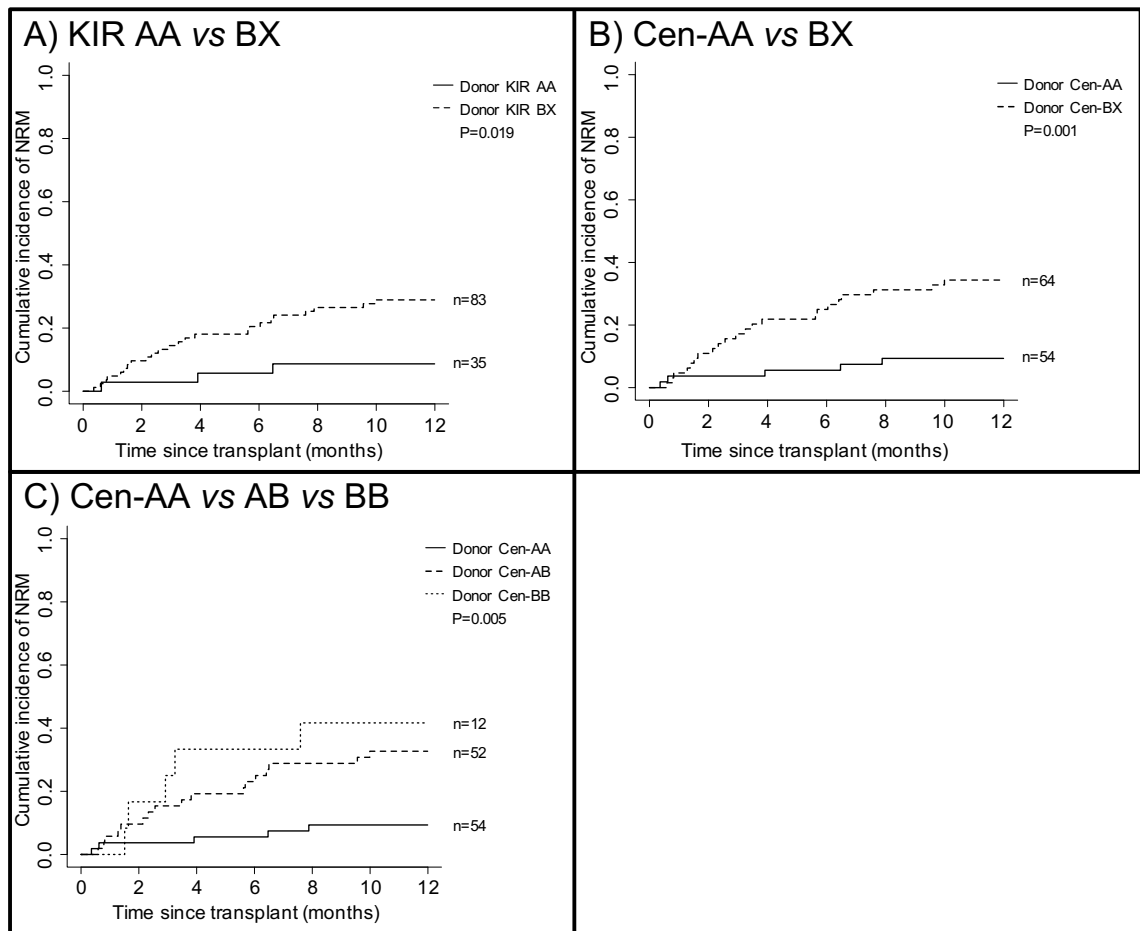 A) KIR AA vs BX
Cumulative incidence of NRM
1.0
0.8
0.6
0.4
0.2
0.0
Donor KIR AA
Donor KIR BX
P=0.019
n=83
n=35
0 2 4 6 8 10 12
Time since transplant (months)
B) Cen-AA vs BX
Cumulative incidence of NRM
1.0
0.8
0.6
0.4
0.2
0.0
Donor Cen-AA
Donor Cen-BX
P=0.001
n=64
n=54
0 2 4 6 8 10 12
Time since transplant (months)
C) Cen-AA vs AB vs BB
Cumulative incidence of NRM
1.0
0.8
0.6
0.4
0.2
0.0
Donor Cen-AA
Donor Cen-AB
Donor Cen-BB
P=0.005
n=12
n=52
n=54
0 2 4 6 8 10 12
Time since transplant (months)